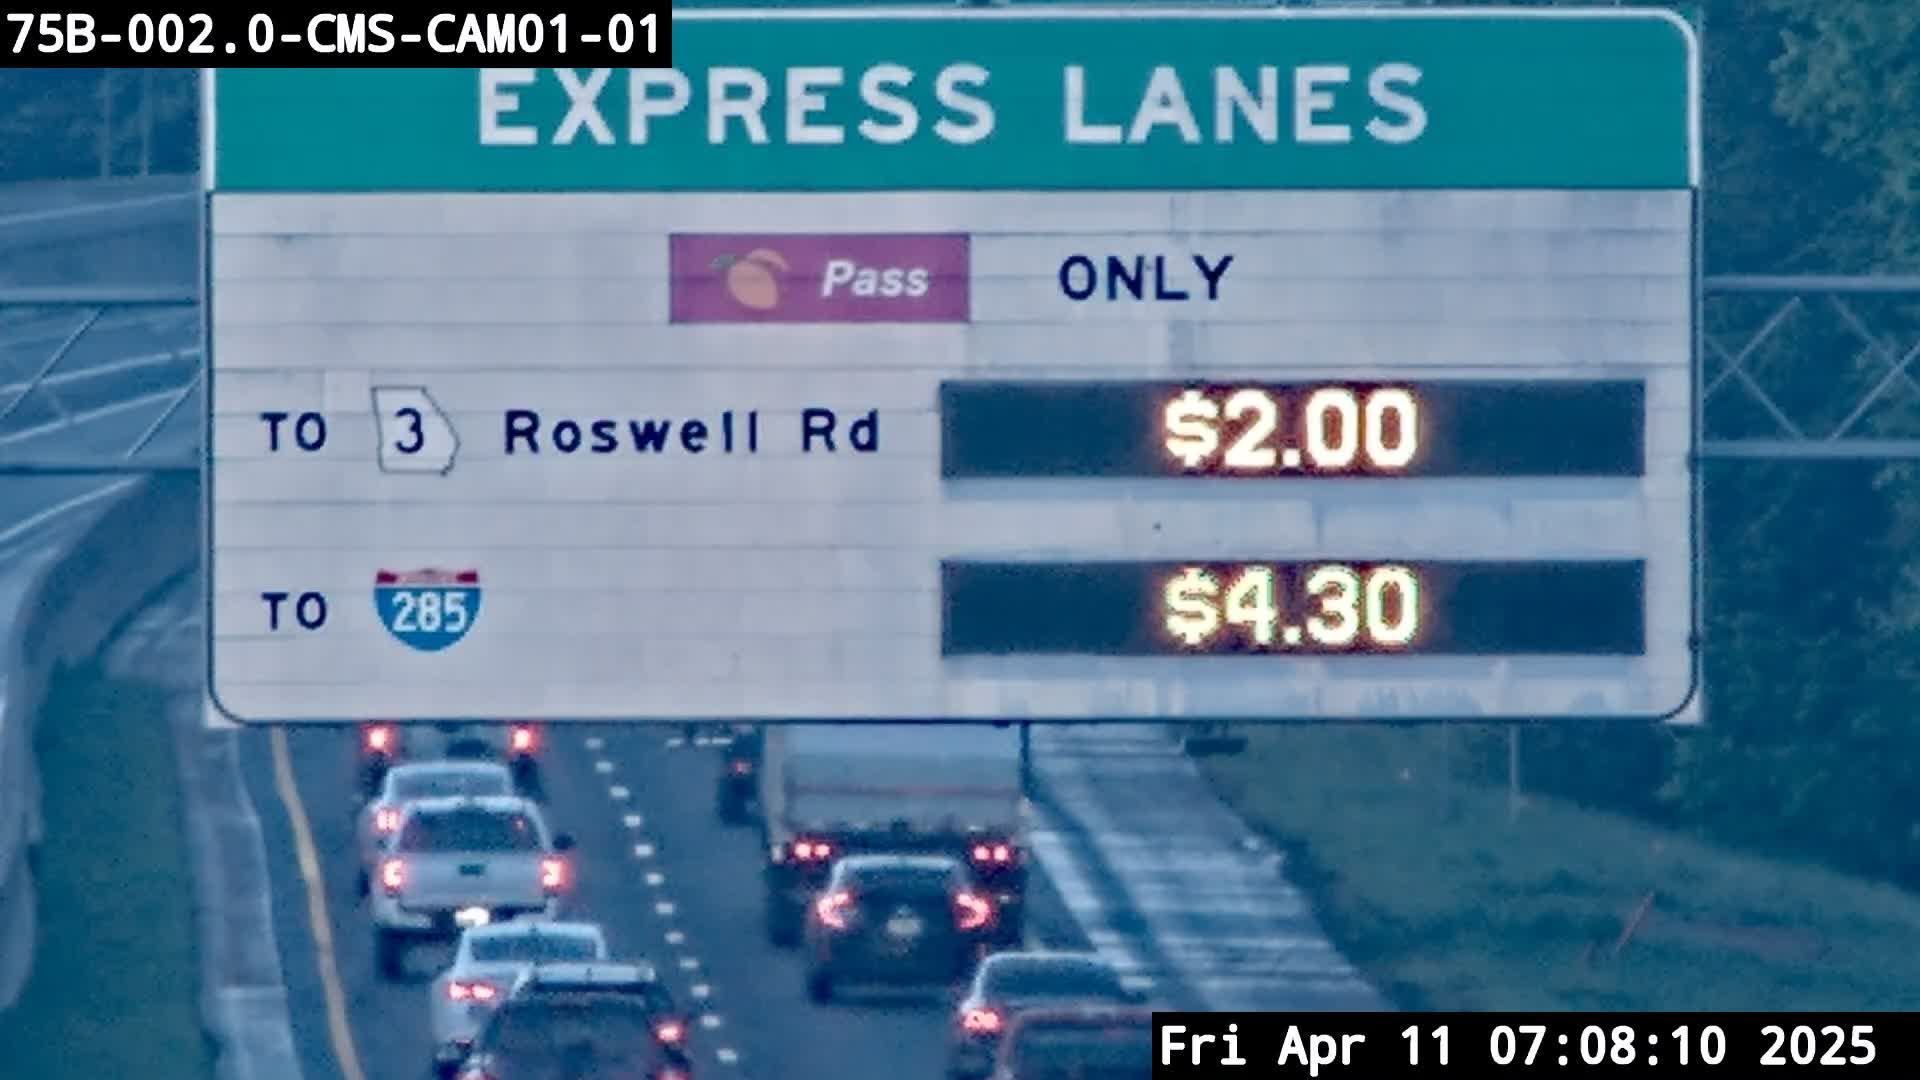 75B-002.0-CMS-CAM01-01
EXPRESS LANES
Pass ONLY
TO 3 Roswell Rd $2.00
TO 285 $4.30
Fri Apr 11 07:08:10 2025